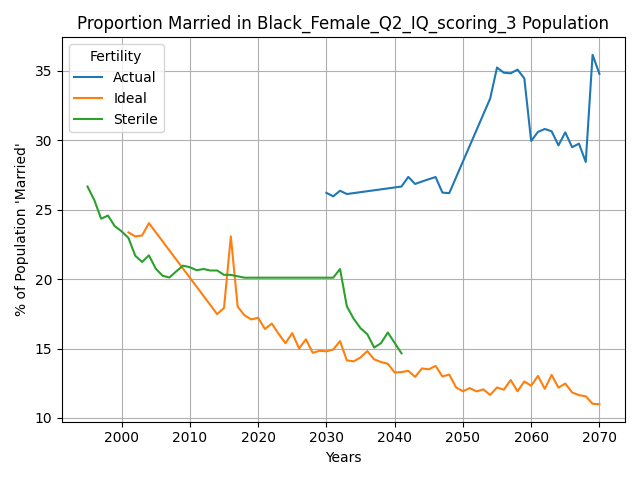 Proportion Married in Black_Female_Q2_IQ_scoring_3 Population
Fertility
Actual
Ideal
Sterile
% of Population 'Married'
35
30
25
20
15
10
2000 2010 2020 2030 2040 2050 2060 2070
Years